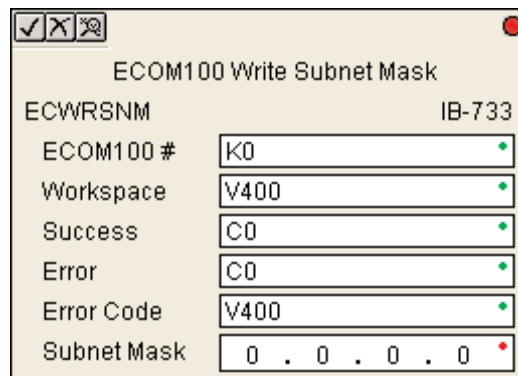 ECOM100 Write Subnet Mask
ECWRSNM IB-733
ECOM100 # K0
Workspace V400
Success C0
Error C0
Error Code V400
Subnet Mask 0 . 0 . 0 . 0